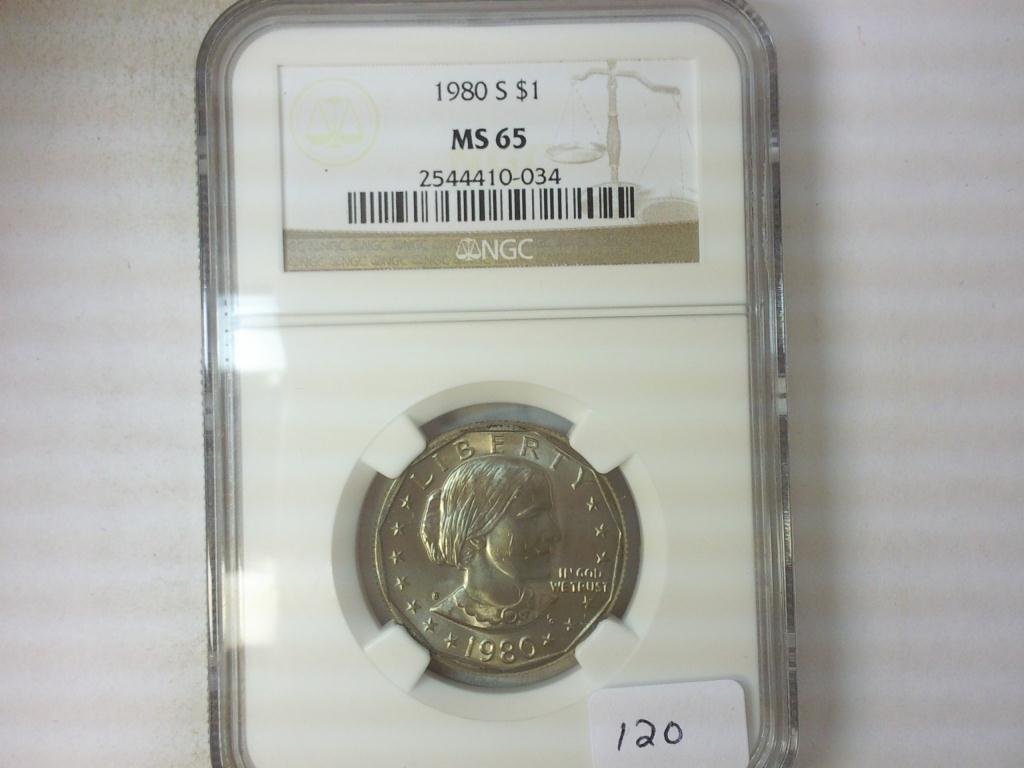 1980 S $1
MS 65
2544410-034
NGC
LIBERTY
IN GOD
WE TRUST
1980
120